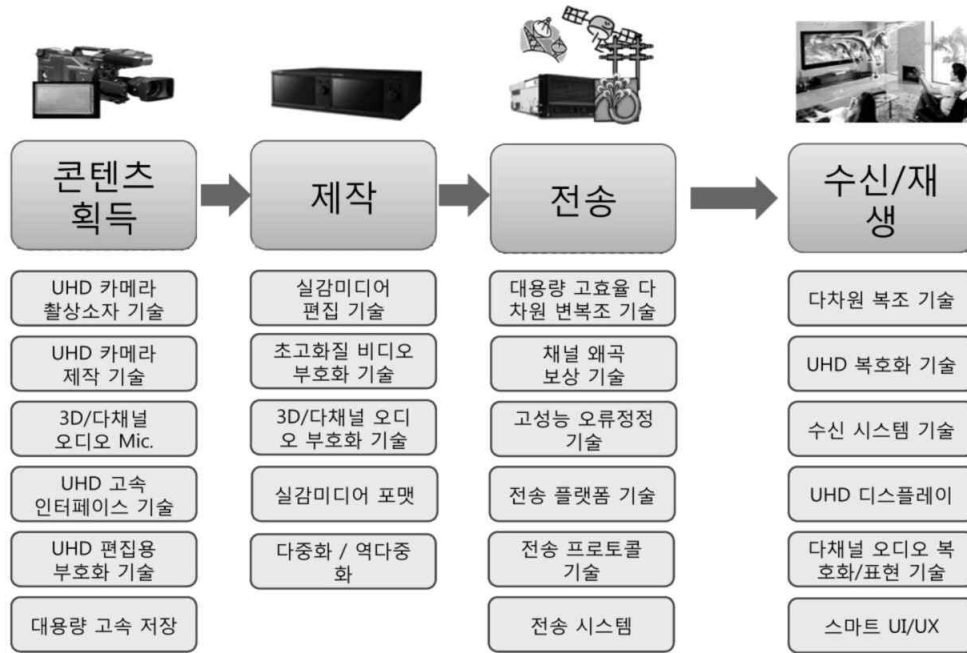 콘텐츠
획득
제작
전송
수신/재
생
UHD 카메라
촬상소자 기술
UHD 카메라
제작 기술
3D/다채널
오디오 Mic.
UHD 고속
인터페이스 기술
UHD 편집용
부호화 기술
대용량 고속 저장
실감미디어
편집 기술
초고화질 비디오
부호화 기술
3D/다채널 오디
오 부호화 기술
실감미디어 포맷
다중화 / 역다중
화
대용량 고효율 다
차원 변복조 기술
채널 왜곡
보상 기술
고성능 오류정정
기술
전송 플랫폼 기술
전송 프로토콜
기술
전송 시스템
다차원 복조 기술
UHD 복호화 기술
수신 시스템 기술
UHD 디스플레이
다채널 오디오 복
호화/표현 기술
스마트 UI/UX